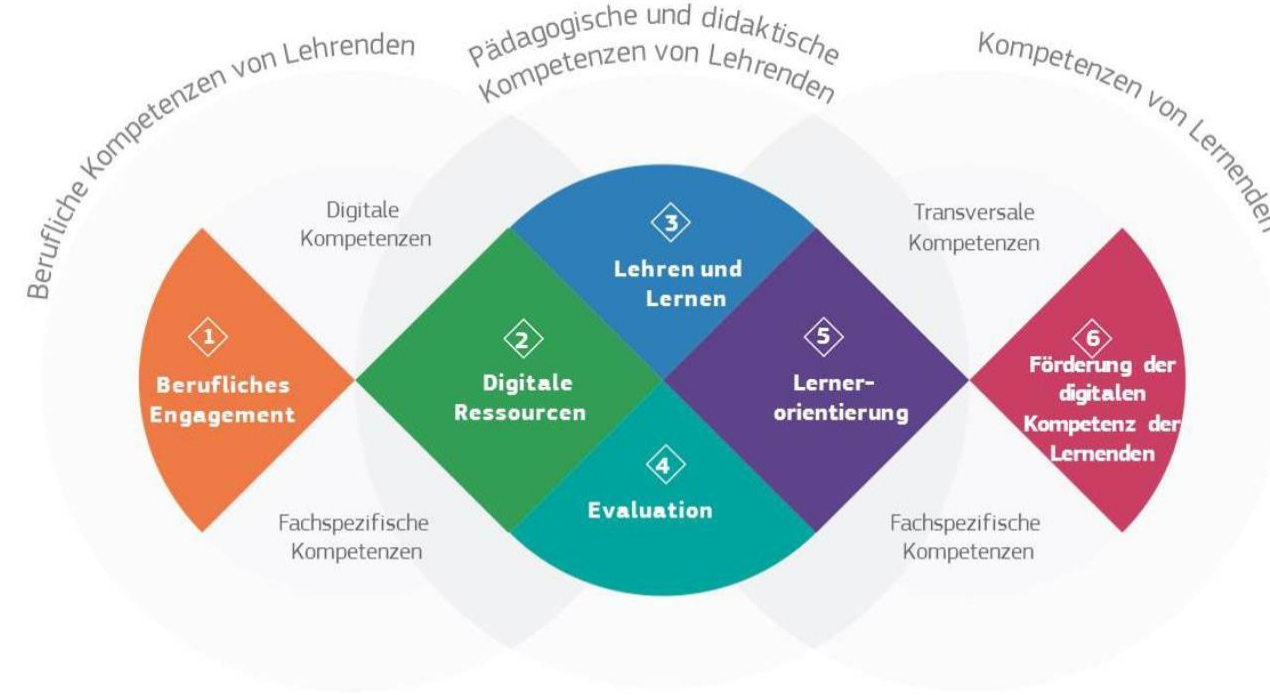 Berufliche Kompetenzen von Lehrenden
Pädagogische und didaktische
Kompetenzen von Lehrenden
Kompetenzen von Lernenden
Digitale
Kompetenzen
Transversale
Kompetenzen
1
Berufliches
Engagement
2
Digitale
Ressourcen
3
Lehren und
Lernen
4
Evaluation
5
Lerner-
orientierung
6
Förderung der
digitalen
Kompetenz der
Lernenden
Fachspezifische
Kompetenzen
Fachspezifische
Kompetenzen